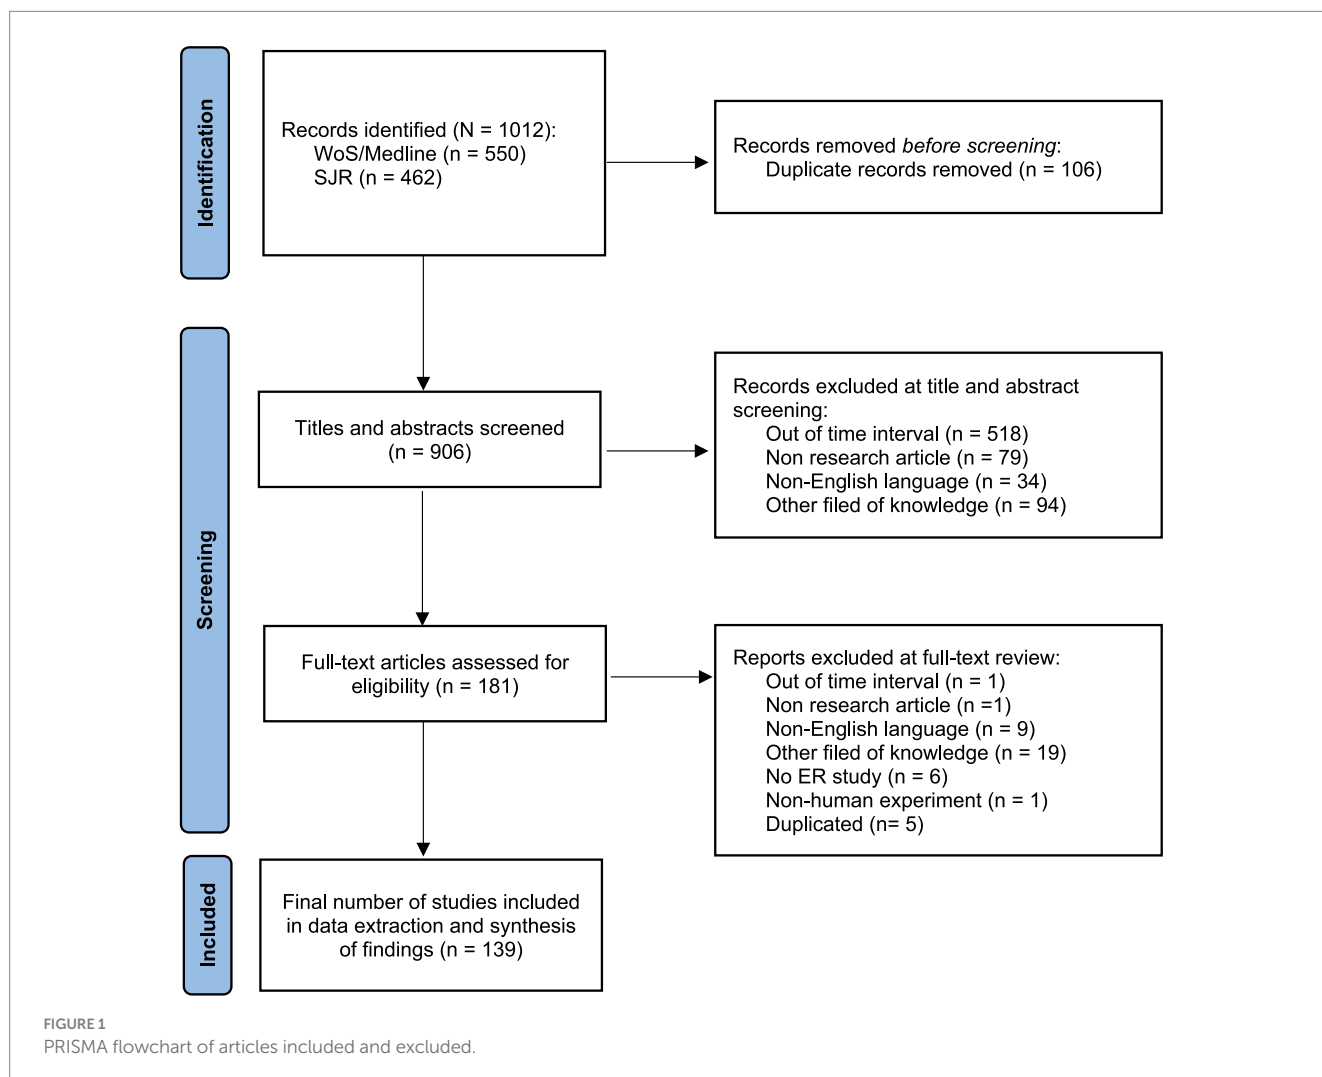 Identification
Records identified (N = 1012):
WoS/Medline (n = 550)
SJR (n = 462)
Records removed before screening:
Duplicate records removed (n = 106)
Screening
Titles and abstracts screened
(n = 906)
Records excluded at title and abstract
screening:
Out of time interval (n = 518)
Non research article (n = 79)
Non-English language (n = 34)
Other filed of knowledge (n = 94)
Full-text articles assessed for
eligibility (n = 181)
Reports excluded at full-text review:
Out of time interval (n = 1)
Non research article (n =1)
Non-English language (n = 9)
Other filed of knowledge (n = 19)
No ER study (n = 6)
Non-human experiment (n = 1)
Duplicated (n= 5)
Included
Final number of studies included
in data extraction and synthesis
of findings (n = 139)
FIGURE 1
PRISMA flowchart of articles included and excluded.